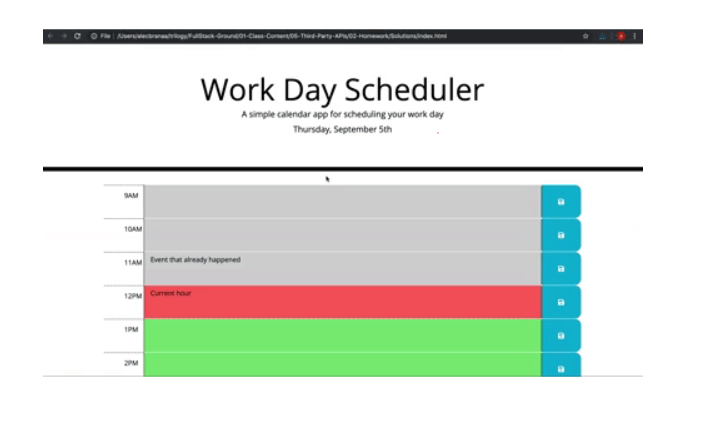 File | /Users/alecbranaa/trilogy/FullStack-Ground/01-Class-Content/05-Third-Party-APIs/02-Homework/Solutions/index.html
Work Day Scheduler
A simple calendar app for scheduling your work day
Thursday, September 5th
9AM
10AM
11AM Event that already happened
12PM Current hour
1PM
2PM